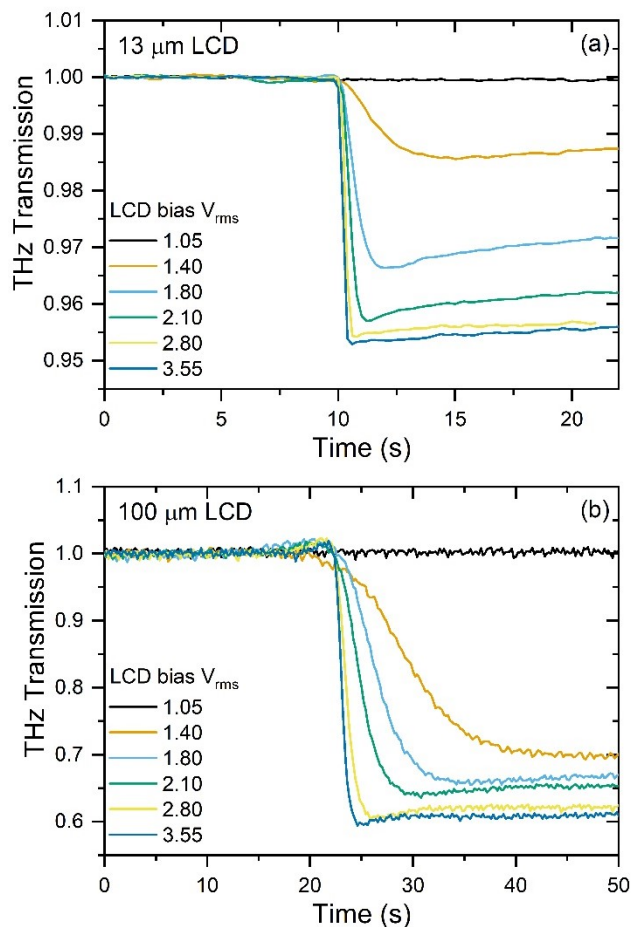 13 μm LCD
(a)
THz Transmission
1.01
1.00
0.99
0.98
0.97
0.96
0.95
LCD bias V_rms
1.05
1.40
1.80
2.10
2.80
3.55
0 5 10 15 20
Time (s)
100 μm LCD
(b)
THz Transmission
1.1
1.0
0.9
0.8
0.7
0.6
LCD bias V_rms
1.05
1.40
1.80
2.10
2.80
3.55
0 10 20 30 40 50
Time (s)